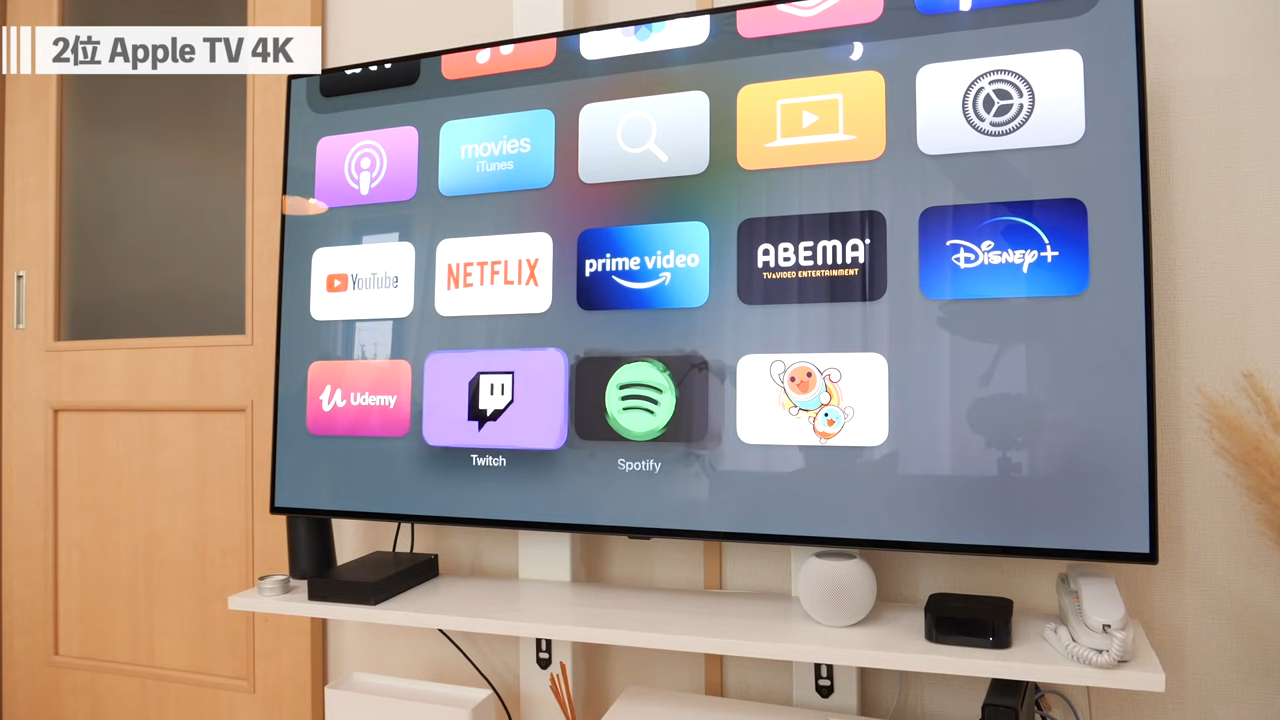 2位 Apple TV 4K
movies
iTunes
YouTube
NETFLIX
prime video
ABEMA
TV&VIDEO ENTERTAINMENT
Disney+
Udemy
Twitch
Spotify